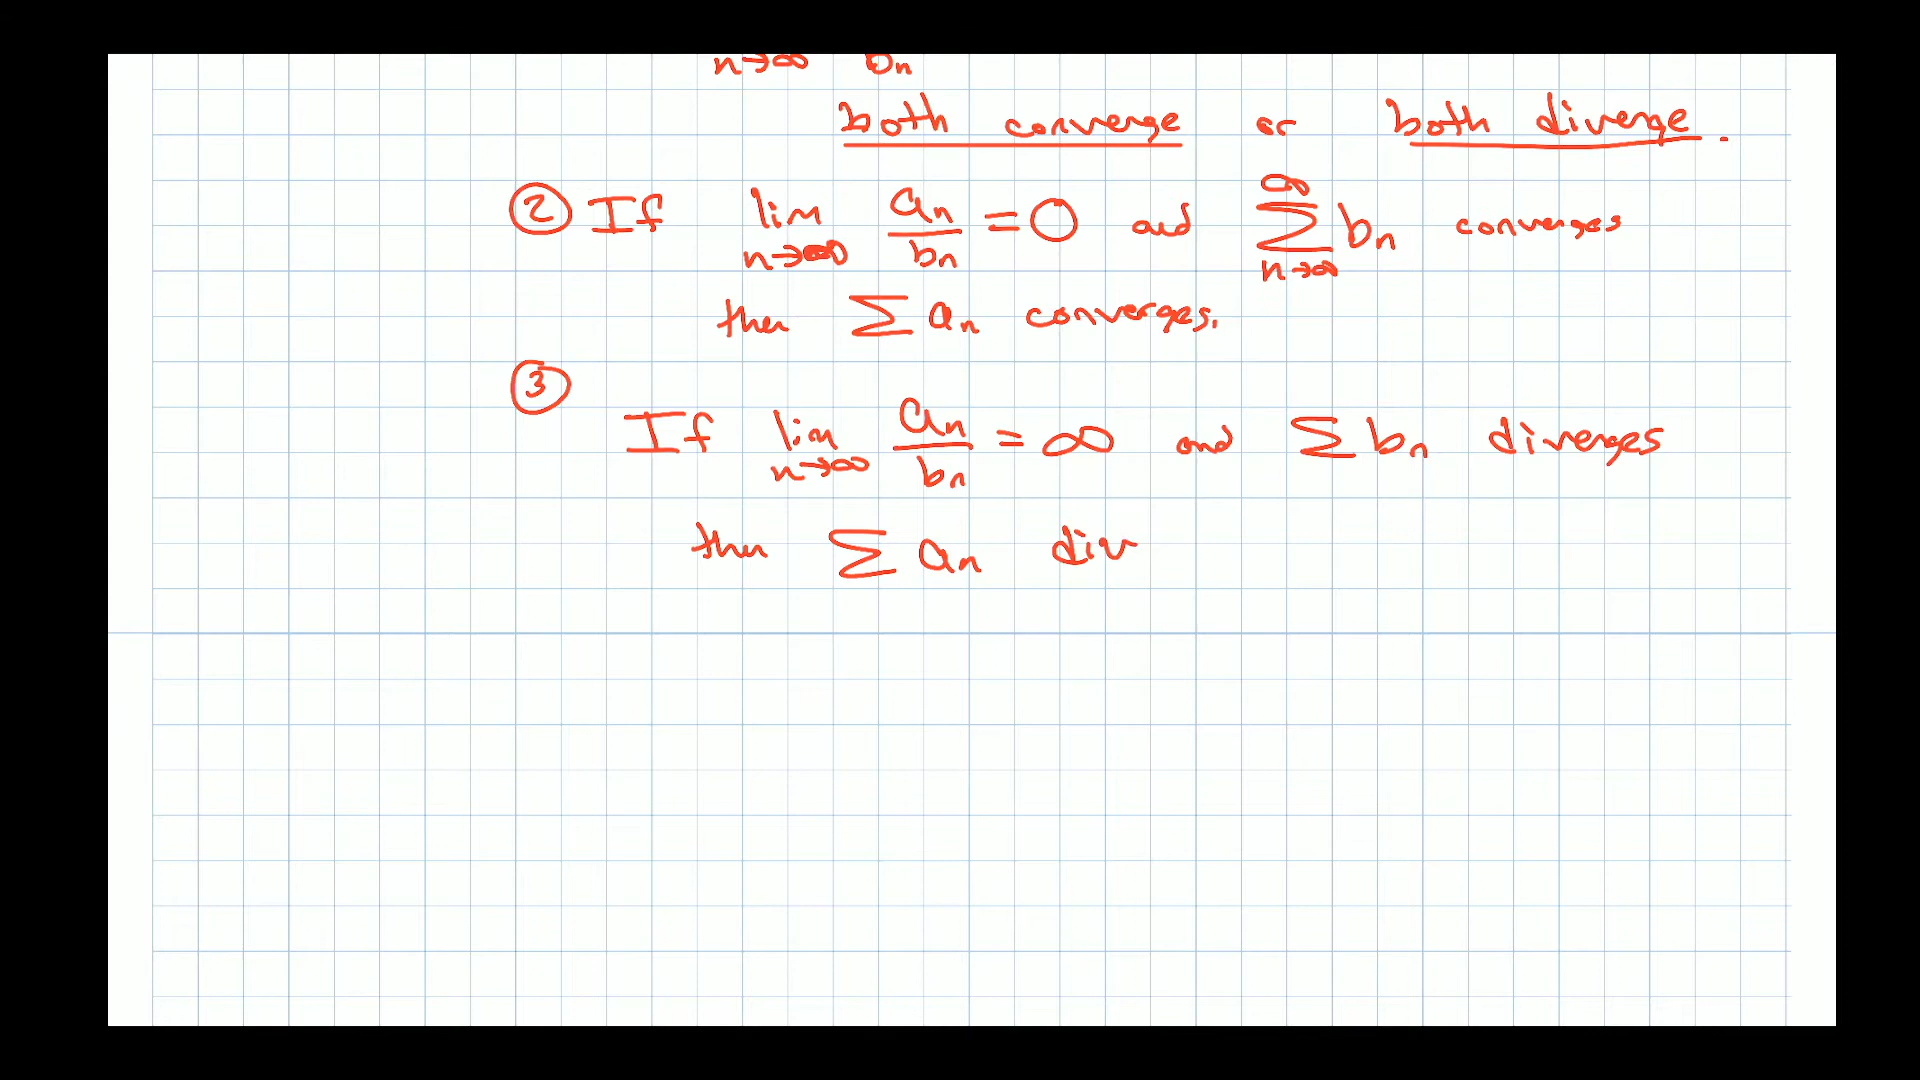 n→∞ bn
both converge or both diverge.
② If lim n→∞ an/bn = 0 and ∞ Σ n→∞ bn converges
then Σ an converges.
③
If lim n→∞ an/bn = ∞ and Σ bn diverges
then Σ an div